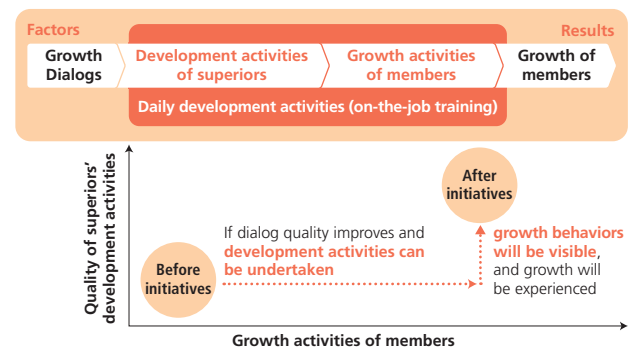 Factors
Results
Growth
Dialogs
Development activities
of superiors
Growth activities
of members
Growth of
members
Daily development activities (on-the-job training)
Quality of superiors’
development activities
After
initiatives
If dialog quality improves and
development activities can
be undertaken
growth behaviors
will be visible,
and growth will
be experienced
Before
initiatives
Growth activities of members